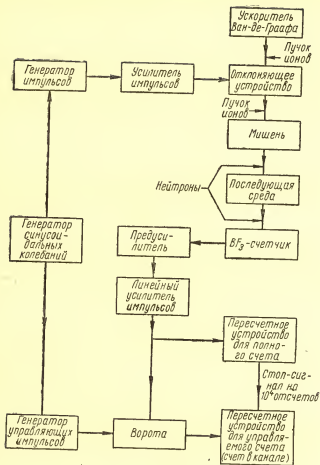 Ускоритель
Ван-де-Граафа
Пучок
ионов
Генератор
импульсов
Усилитель
импульсов
Отклоняющее
устройство
Пучок
ионов
Мишень
Нейтроны
Последующая
среда
Генератор
синусои-
дальных
колебаний
Предуси-
литель
BF₃-счетчик
Линейный
усилитель
импульсов
Пересчетное
устройство
для полно-
го счета
Стоп-сиг-
нал на
10⁴ отсчетов
Генератор
управляющих
импульсов
Ворота
Пересчетное
устройство
для управля-
емого счета
(счет в канале)